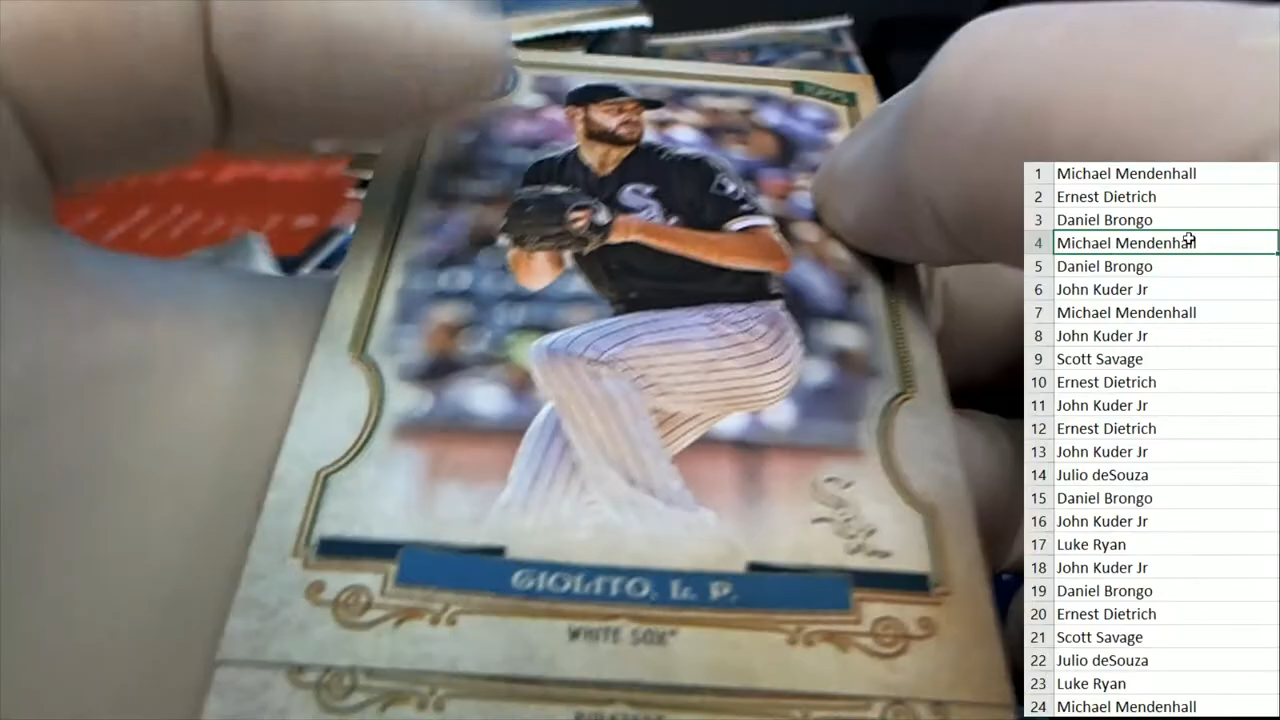 TOPPS
Sox
Sox
GIOLITO, L. P.
WHITE SOX
1 Michael Mendenhall
2 Ernest Dietrich
3 Daniel Brongo
4 Michael Mendenhall
5 Daniel Brongo
6 John Kuder Jr
7 Michael Mendenhall
8 John Kuder Jr
9 Scott Savage
10 Ernest Dietrich
11 John Kuder Jr
12 Ernest Dietrich
13 John Kuder Jr
14 Julio deSouza
15 Daniel Brongo
16 John Kuder Jr
17 Luke Ryan
18 John Kuder Jr
19 Daniel Brongo
20 Ernest Dietrich
21 Scott Savage
22 Julio deSouza
23 Luke Ryan
24 Michael Mendenhall